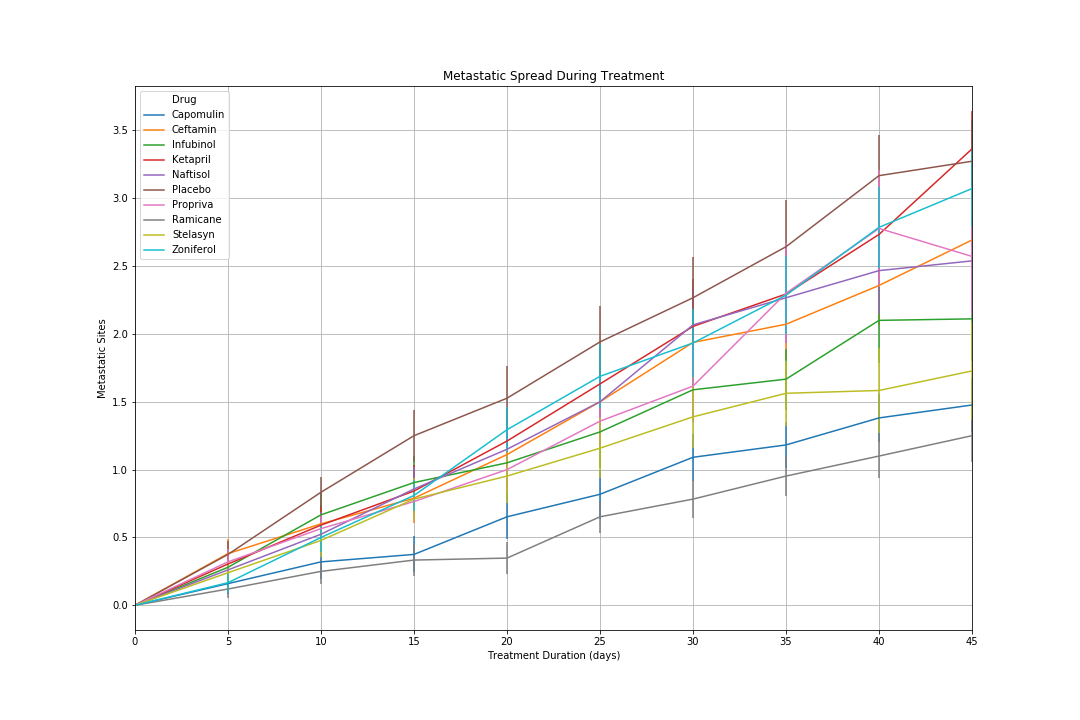 Metastatic Spread During Treatment
Drug
Capomulin
Ceftamin
Infubinol
Ketapril
Naftisol
Placebo
Propriva
Ramicane
Stelasyn
Zoniferol
Metastatic Sites
3.5
3.0
2.5
2.0
1.5
1.0
0.5
0.0
0 5 10 15 20 25 30 35 40 45
Treatment Duration (days)